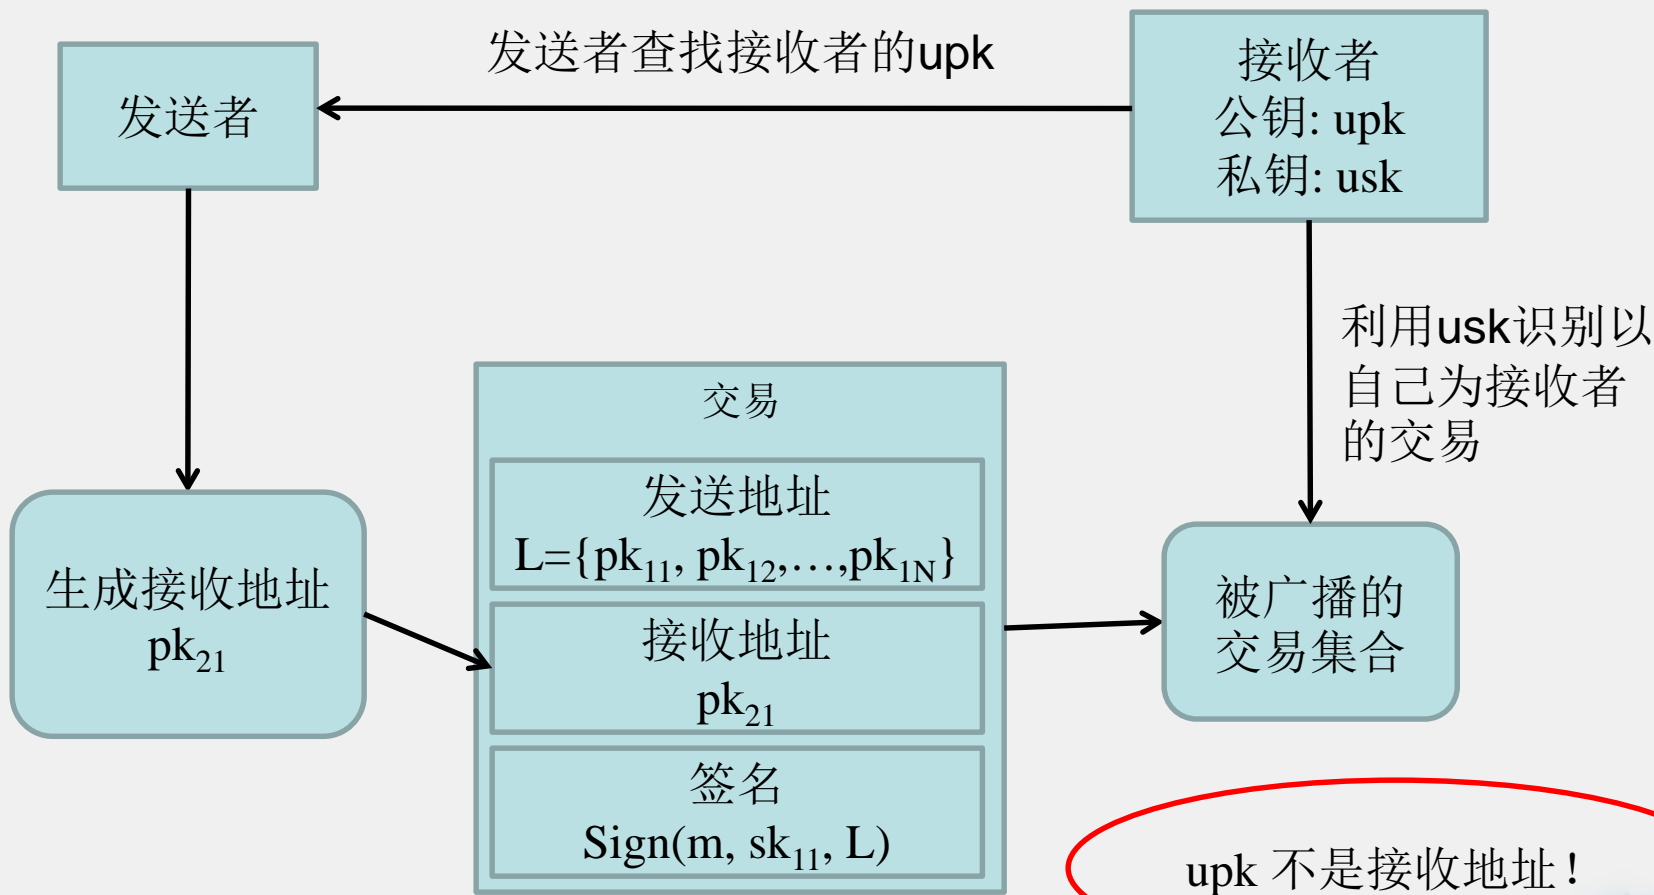 发送者查找接收者的upk
发送者
接收者
公钥: upk
私钥: usk
利用usk识别以
自己为接收者
的交易
交易
发送地址
L={pk₁₁, pk₁₂,…,pk₁N}
生成接收地址
pk₂₁
接收地址
pk₂₁
被广播的
交易集合
签名
Sign(m, sk₁₁, L)
upk 不是接收地址！